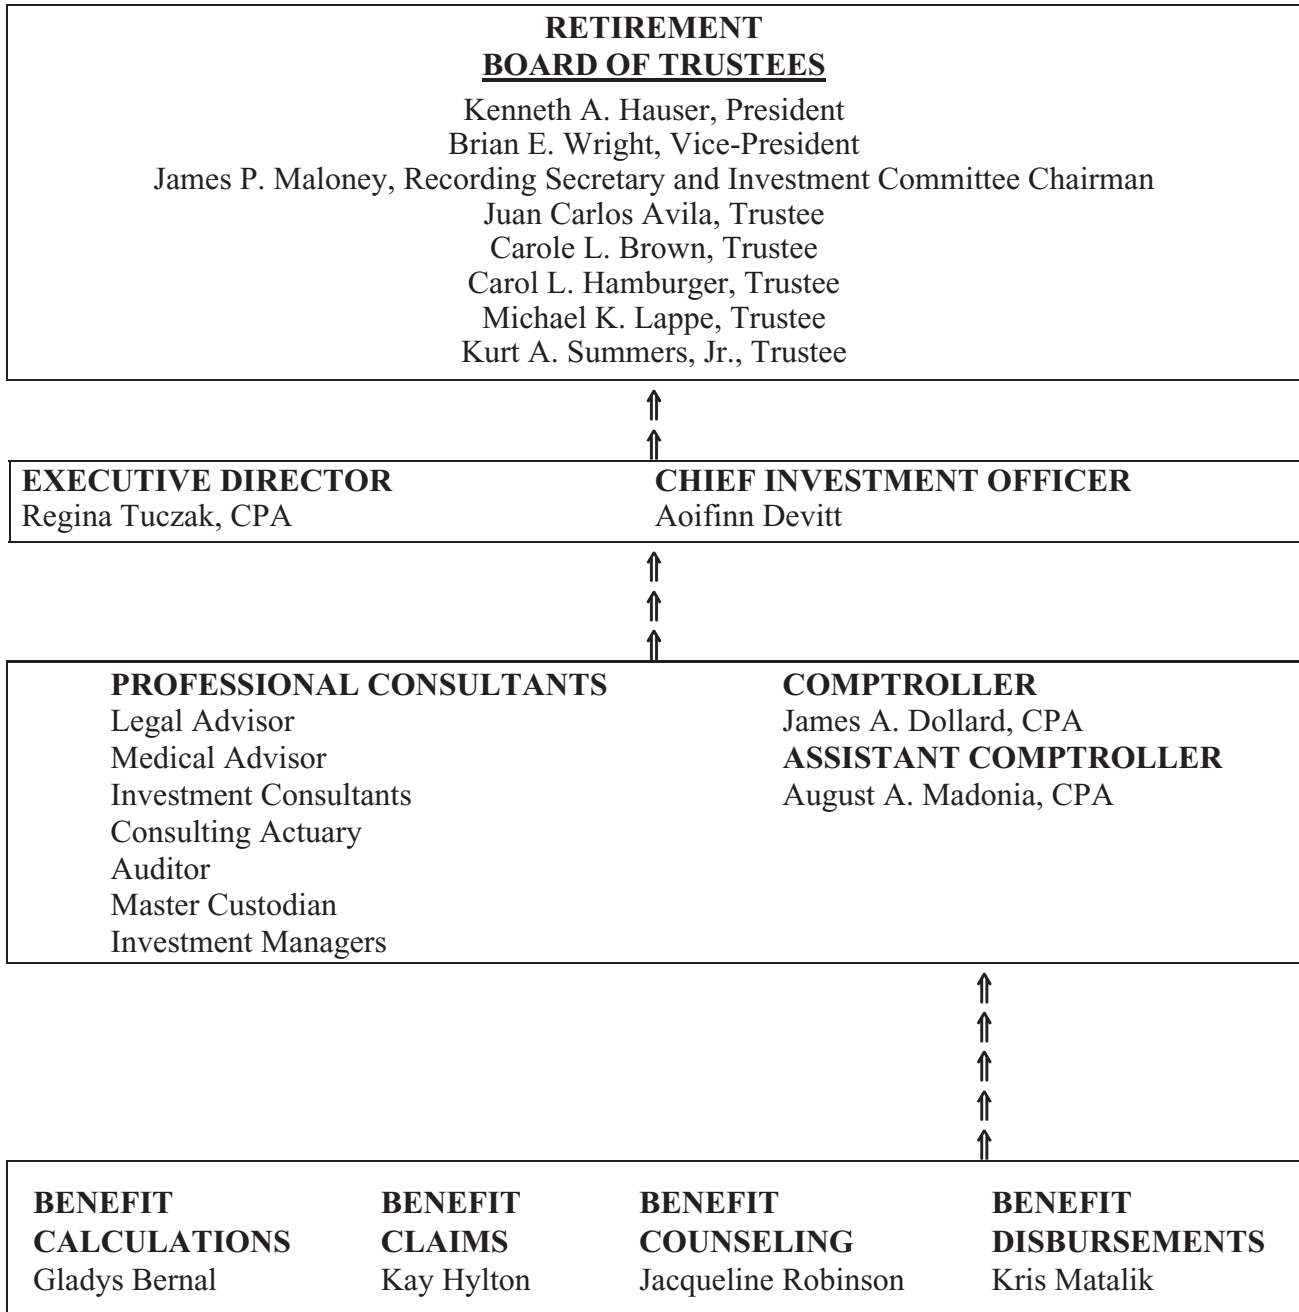 RETIREMENT
BOARD OF TRUSTEES
Kenneth A. Hauser, President
Brian E. Wright, Vice-President
James P. Maloney, Recording Secretary and Investment Committee Chairman
Juan Carlos Avila, Trustee
Carole L. Brown, Trustee
Carol L. Hamburger, Trustee
Michael K. Lappe, Trustee
Kurt A. Summers, Jr., Trustee
⇑
⇑
EXECUTIVE DIRECTOR
Regina Tuczak, CPA
CHIEF INVESTMENT OFFICER
Aoifinn Devitt
⇑
⇑
⇑
PROFESSIONAL CONSULTANTS
Legal Advisor
Medical Advisor
Investment Consultants
Consulting Actuary
Auditor
Master Custodian
Investment Managers
COMPTROLLER
James A. Dollard, CPA
ASSISTANT COMPTROLLER
August A. Madonia, CPA
⇑
⇑
⇑
⇑
⇑
BENEFIT
CALCULATIONS
Gladys Bernal
BENEFIT
CLAIMS
Kay Hylton
BENEFIT
COUNSELING
Jacqueline Robinson
BENEFIT
DISBURSEMENTS
Kris Matalik